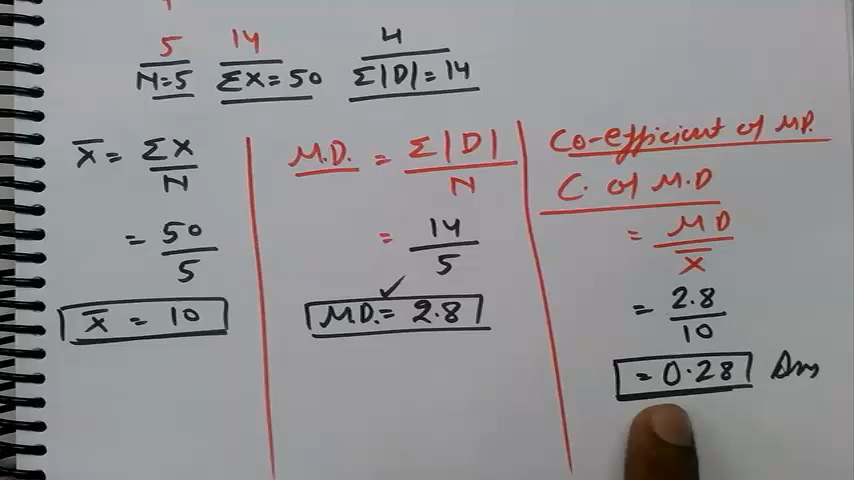 5 14 4
N=5 ΣX=50 Σ|D|=14
X̄ = ΣX/N
= 50/5
X̄ = 10
M.D. = Σ|D|/N
= 14/5
M.D. = 2.8
Co-efficient of M.D.
C. of M.D
= MD/X̄
= 2.8/10
= 0.28 Ans